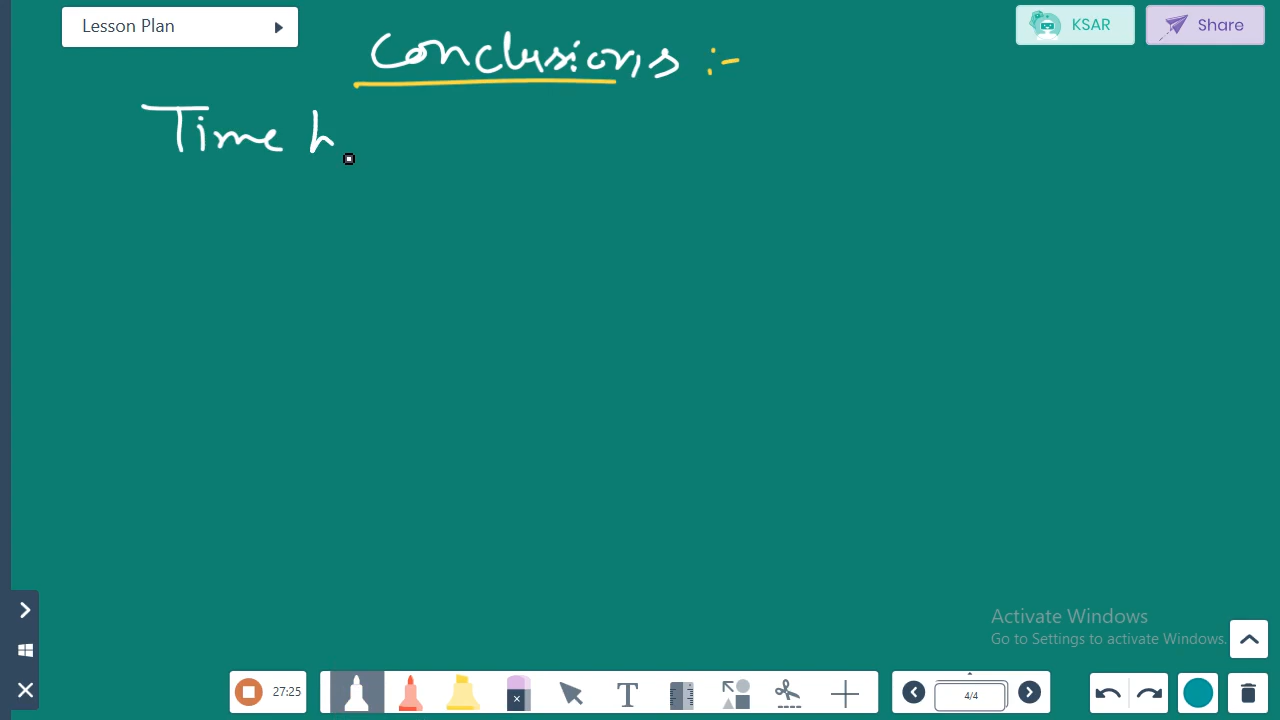 Lesson Plan
KSAR
Share
Conclusions :-
Time h
Activate Windows
Go to Settings to activate Windows.
27:25
T
4/4